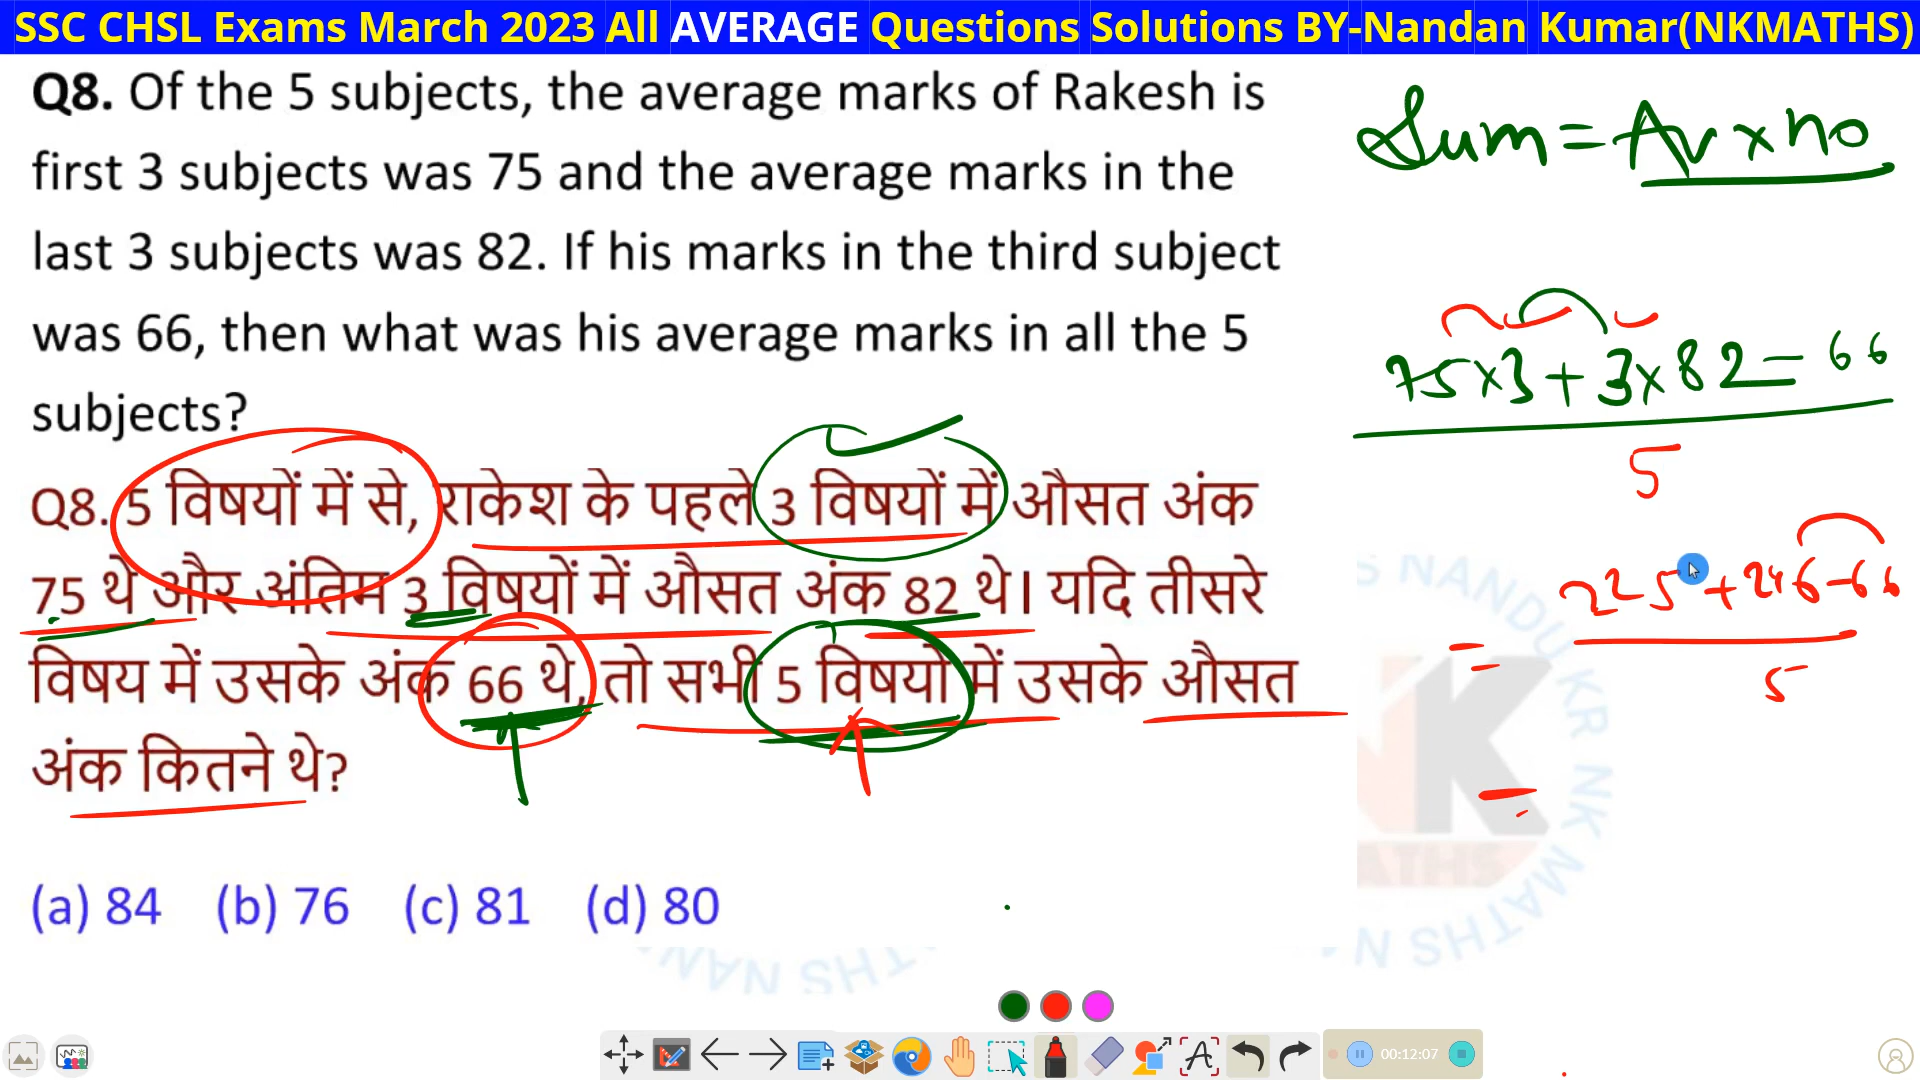 SSC CHSL Exams March 2023 All AVERAGE Questions Solutions BY-Nandan Kumar(NKMATHS)
Q8. Of the 5 subjects, the average marks of Rakesh is
first 3 subjects was 75 and the average marks in the
last 3 subjects was 82. If his marks in the third subject
was 66, then what was his average marks in all the 5
subjects?
Q8. 5 विषयों में से, राकेश के पहले 3 विषयों में औसत अंक
75 थे और अंतिम 3 विषयों में औसत अंक 82 थे। यदि तीसरे
विषय में उसके अंक 66 थे, तो सभी 5 विषयों में उसके औसत
अंक कितने थे?
(a) 84 (b) 76 (c) 81 (d) 80
Sum = Av × no
75×3 + 3×82 = 66
5
= 225 + 246 - 66
5
=
00:12:07